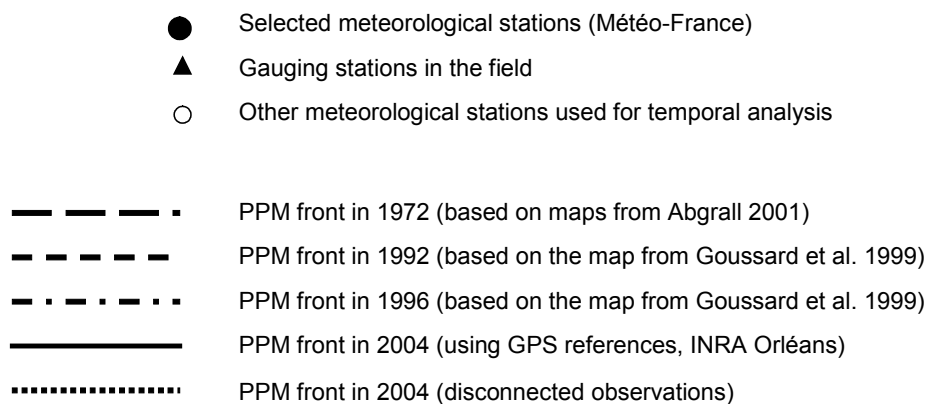 Selected meteorological stations (Météo-France)
Gauging stations in the field
Other meteorological stations used for temporal analysis
PPM front in 1972 (based on maps from Abgrall 2001)
PPM front in 1992 (based on the map from Goussard et al. 1999)
PPM front in 1996 (based on the map from Goussard et al. 1999)
PPM front in 2004 (using GPS references, INRA Orléans)
PPM front in 2004 (disconnected observations)